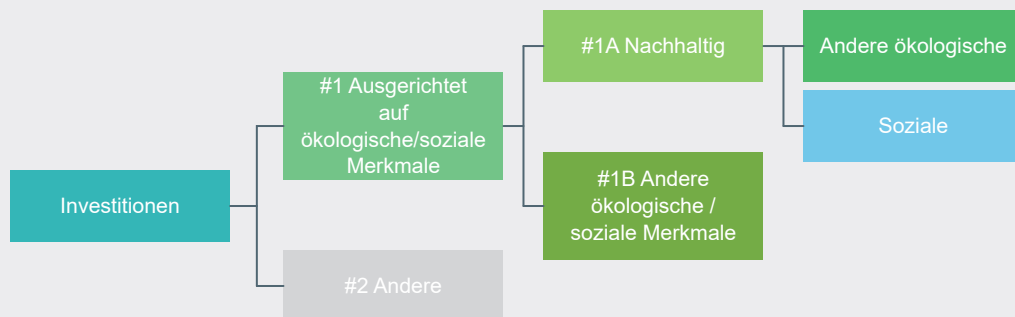 Investitionen
#1 Ausgerichtet
auf
ökologische/soziale
Merkmale
#2 Andere
#1A Nachhaltig
#1B Andere
ökologische /
soziale Merkmale
Andere ökologische
Soziale